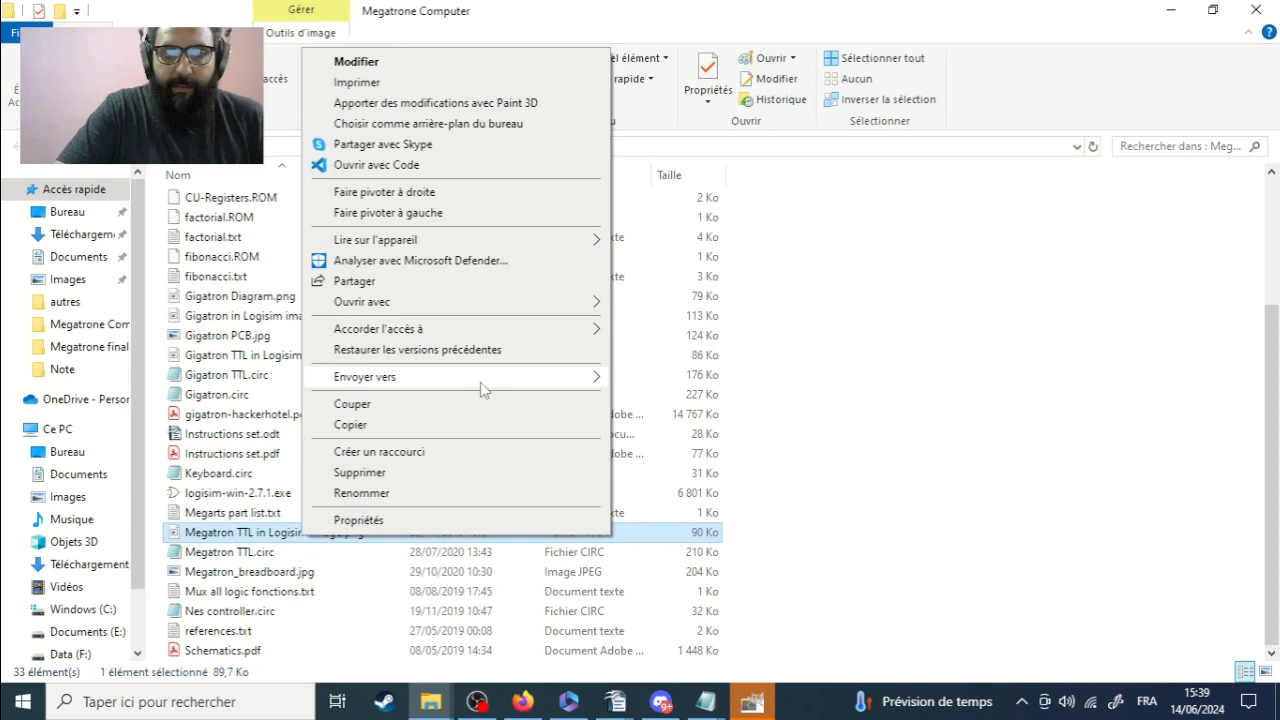 Gérer
Megatrone Computer
Outils d'image
Modifier
Imprimer
Apporter des modifications avec Paint 3D
Choisir comme arrière-plan du bureau
Partager avec Skype
Ouvrir avec Code
Faire pivoter à droite
Faire pivoter à gauche
Lire sur l'appareil
Analyser avec Microsoft Defender...
Partager
Ouvrir avec
Accorder l'accès à
Restaurer les versions précédentes
Envoyer vers
Couper
Copier
Créer un raccourci
Supprimer
Renommer
Propriétés
el élément
rapide
Propriétés
Ouvrir
Modifier
Historique
Ouvrir
Sélectionner tout
Aucun
Inverser la sélection
Sélectionner
Rechercher dans : Meg...
Accès rapide
Bureau
Téléchargem
Documents
Images
autres
Megatrone Com
Megatrone final
Note
OneDrive - Person
Ce PC
Bureau
Documents
Images
Musique
Objets 3D
Téléchargement
Vidéos
Windows (C:)
Documents (E:)
Data (F:)
Nom Taille
CU-Registers.ROM 2 Ko
factorial.ROM 1 Ko
factorial.txt xte 4 Ko
fibonacci.ROM 1 Ko
fibonacci.txt xte 3 Ko
Gigatron Diagram.png 79 Ko
Gigatron in Logisim ima 113 Ko
Gigatron PCB.jpg 124 Ko
Gigatron TTL in Logisim 86 Ko
Gigatron TTL.circ 176 Ko
Gigatron.circ 227 Ko
gigatron-hackerhotel.pd dobe ... 14 767 Ko
Instructions set.odt cu... 28 Ko
Instructions set.pdf dobe ... 77 Ko
Keyboard.circ 31 Ko
logisim-win-2.7.1.exe 6 801 Ko
Megarts part list.txt xte 1 Ko
Megatron TTL in Logisim 90 Ko
Megatron TTL.circ 28/07/2020 13:43 Fichier CIRC 210 Ko
Megatron_breadboard.jpg 29/10/2020 10:30 Image JPEG 204 Ko
Mux all logic fonctions.txt 08/08/2019 17:45 Document texte 1 Ko
Nes controller.circ 19/11/2019 10:47 Fichier CIRC 32 Ko
references.txt 27/05/2019 00:08 Document texte 2 Ko
Schematics.pdf 08/05/2019 14:34 Document Adobe ... 1 448 Ko
33 élément(s) 1 élément sélectionné 89,7 Ko
Taper ici pour rechercher
Prévision de temps
FRA
15:39
14/06/2024